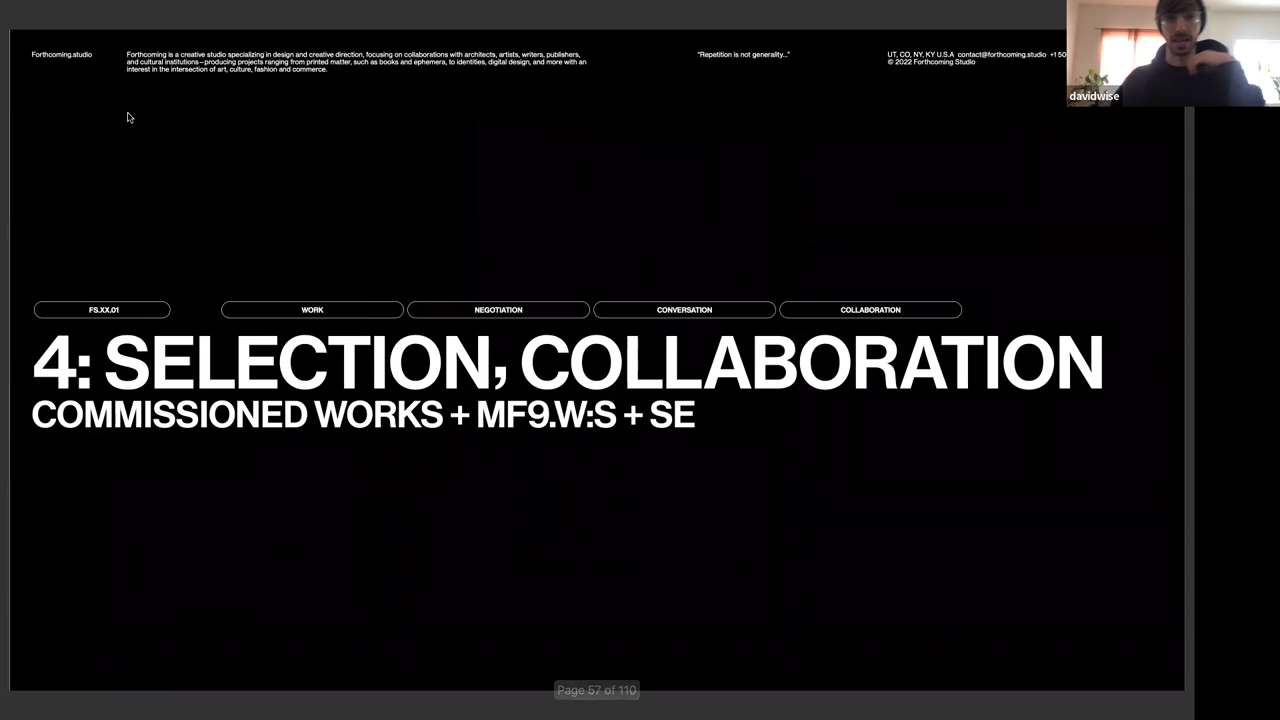 Forthcoming.studio
Forthcoming is a creative studio specializing in design and creative direction, focusing on collaborations with architects, artists, writers, publishers,
and cultural institutions—producing projects ranging from printed matter, such as books and ephemera, to identities, digital design, and more with an
interest in the intersection of art, culture, fashion and commerce.
"Repetition is not generality..."
UT, CO, NY, KY U.S.A contact@forthcoming.studio +1 50
© 2022 Forthcoming Studio
davidwise
FS.XX.01
WORK
NEGOTIATION
CONVERSATION
COLLABORATION
4: SELECTION, COLLABORATION
COMMISSIONED WORKS + MF9.W:S + SE
Page 57 of 110